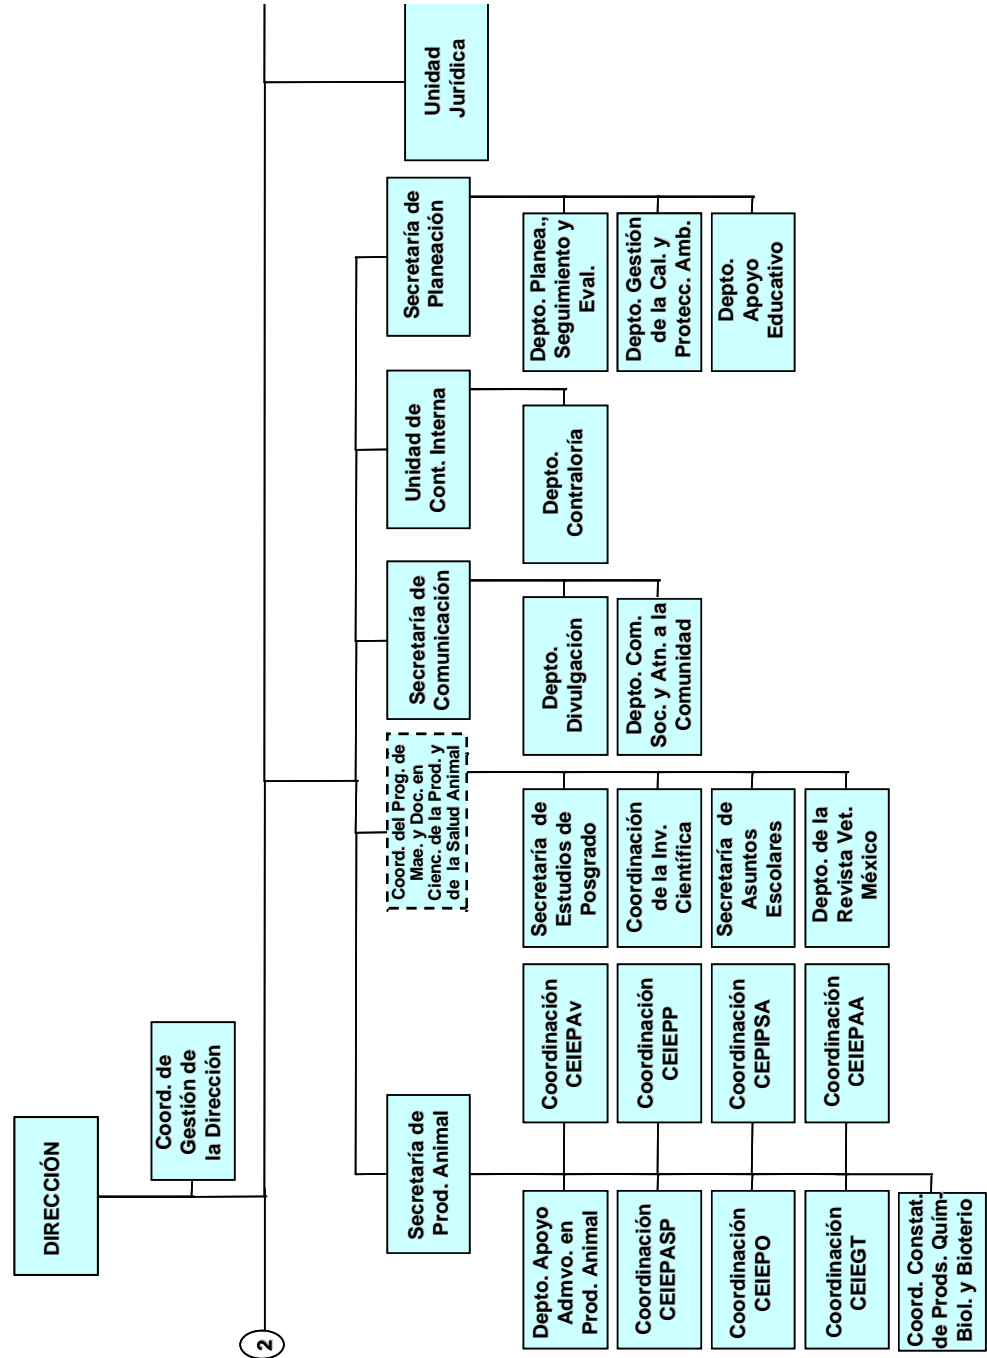 DIRECCIÓN
Coord. de
Gestión de
la Dirección
2
Secretaría de
Prod. Animal
Coord. del Prog. de
Mae. y Doc. en
Cienc. de la Prod. y
de la Salud Animal
Secretaría de
Comunicación
Unidad de
Cont. Interna
Secretaría de
Planeación
Unidad
Jurídica
Depto. Apoyo
Admvo. en
Prod. Animal
Coordinación
CEIEPAv
Secretaría de
Estudios de
Posgrado
Depto.
Divulgación
Depto.
Contraloría
Depto. Planea.,
Seguimiento y
Eval.
Coordinación
CEIEPASP
Coordinación
CEIEPP
Coordinación
de la Inv.
Científica
Depto. Com.
Soc. y Atn. a la
Comunidad
Depto. Gestión
de la Cal. y
Protecc. Amb.
Coordinación
CEIEPO
Coordinación
CEPIPSA
Secretaría de
Asuntos
Escolares
Depto.
Apoyo
Educativo
Coordinación
CEIEGT
Coordinación
CEIEPAA
Depto. de la
Revista Vet.
México
Coord. Constat.
de Prods. Quím-
Biol. y Bioterio